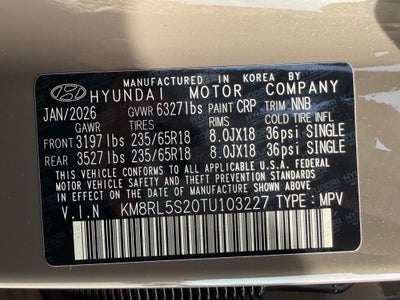 MANUFACTURED IN KOREA BY
HYUNDAI MOTOR COMPANY
JAN/2026 GVWR 6327lbs PAINT CRP TRIM NNB
GAWR TIRES RIMS COLD TIRE INFL
FRONT 3197lbs 235/65R18 8.0JX18 36psi SINGLE
REAR 3527lbs 235/65R18 8.0JX18 36psi SINGLE
THIS VEHICLE CONFORMS TO ALL APPLICABLE U.S.A. FEDERAL
MOTOR VEHICLE SAFETY AND THEFT PREVENTION STANDARDS
IN EFFECT ON THE DATE OF MANUFACTURE SHOWN ABOVE.
V.I.N KM8RL5S20TU103227 TYPE : MPV